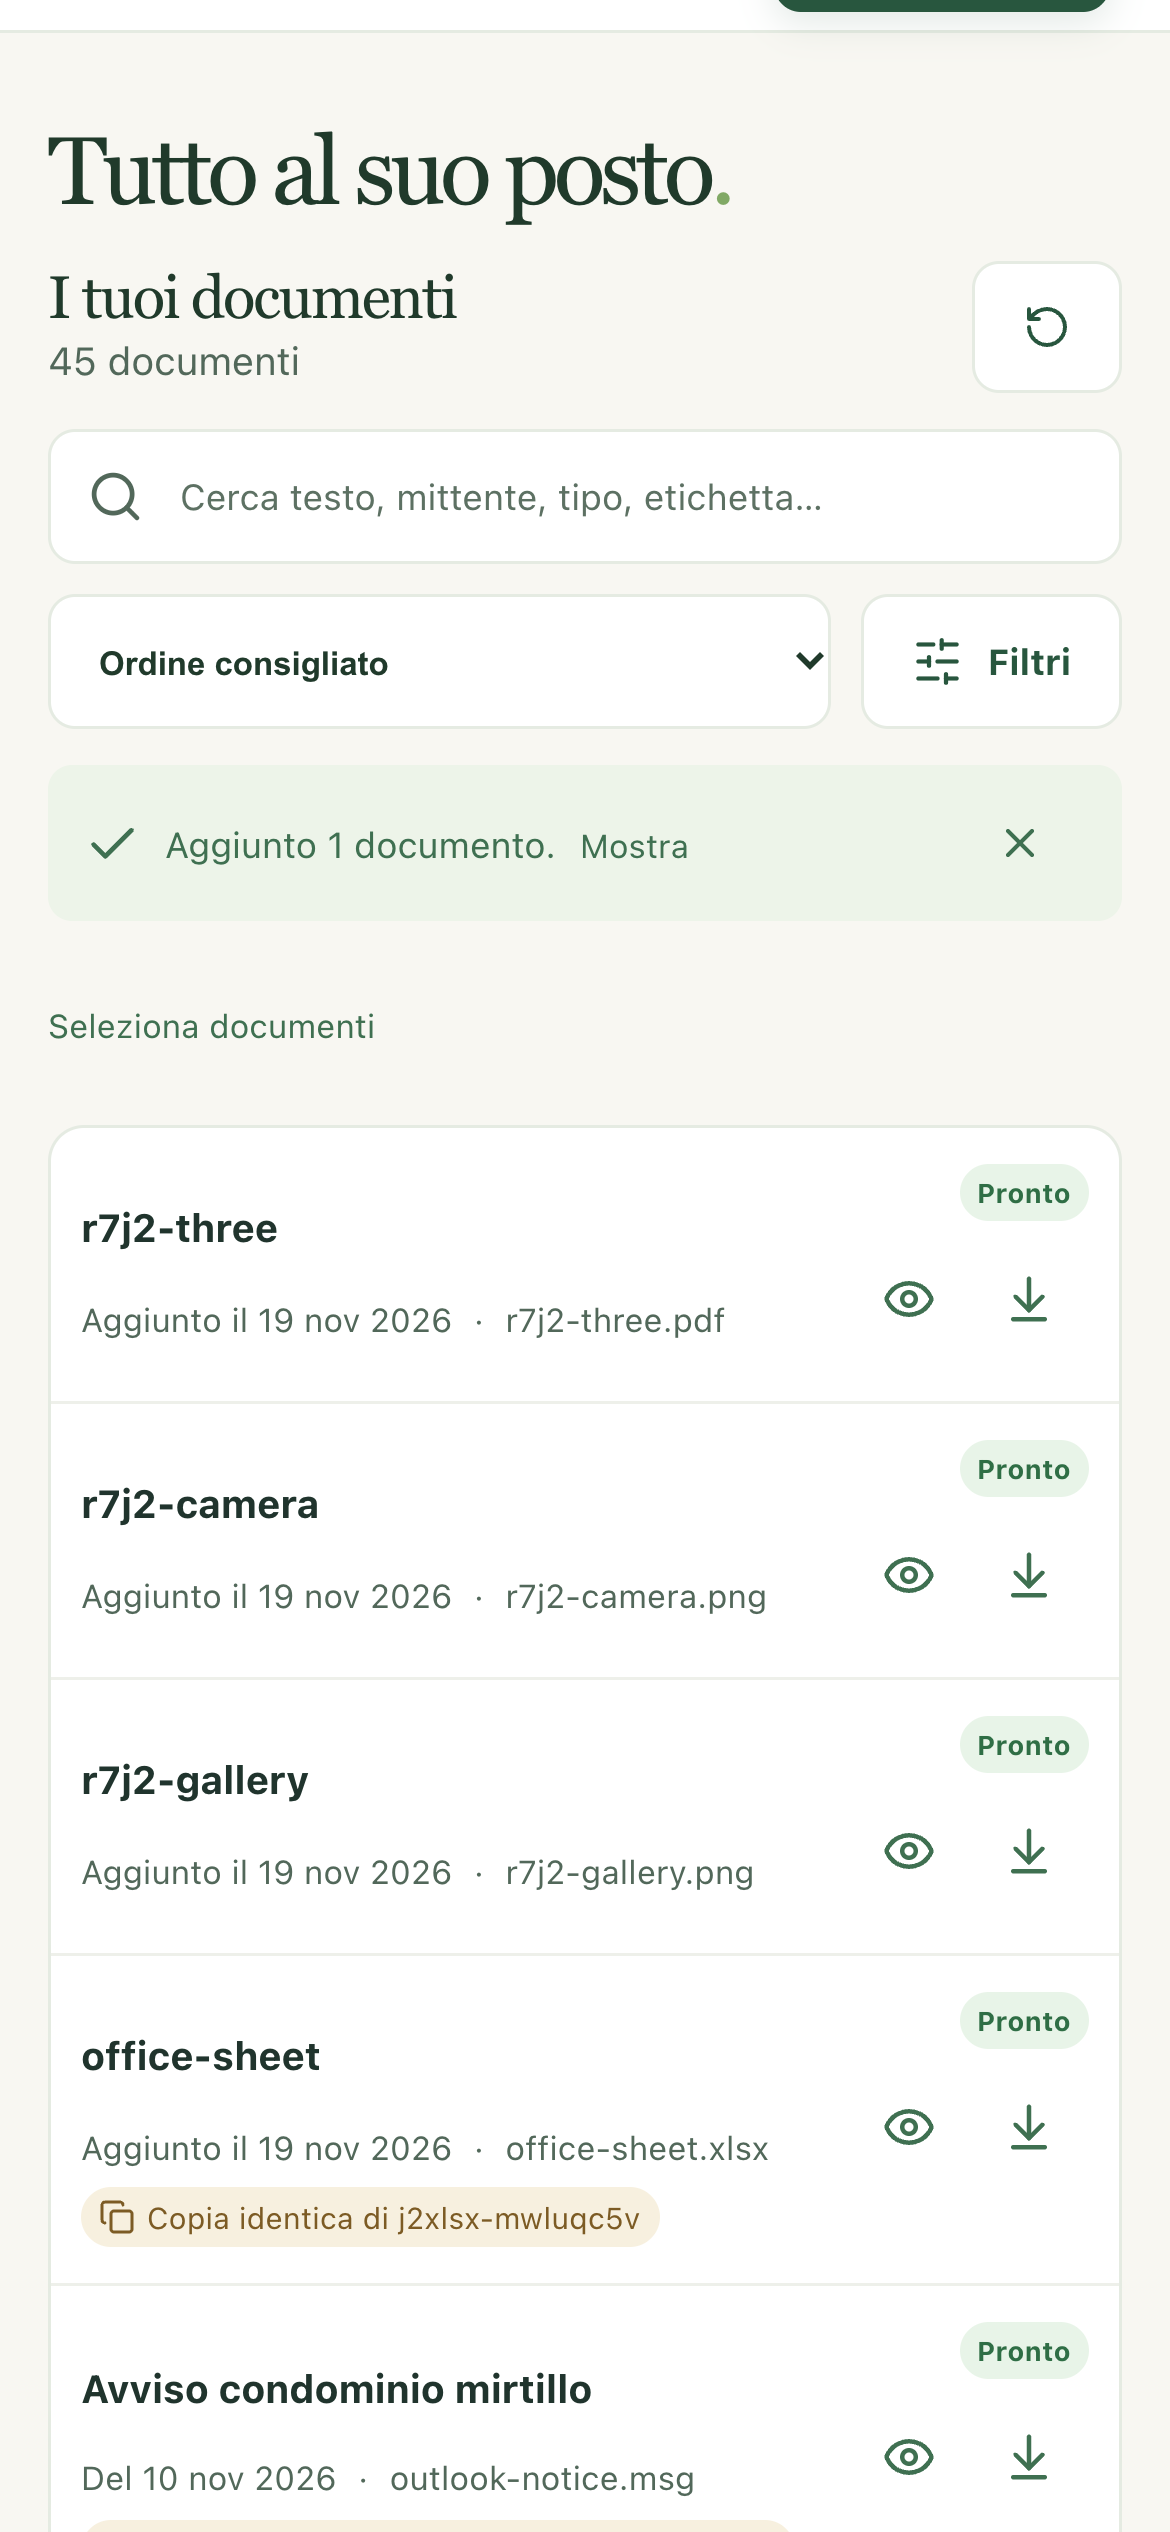 Tutto al suo posto.
I tuoi documenti
45 documenti
Cerca testo, mittente, tipo, etichetta...
Ordine consigliato
Filtri
Aggiunto 1 documento. Mostra
Seleziona documenti
Pronto
r7j2-three
Aggiunto il 19 nov 2026 · r7j2-three.pdf
Pronto
r7j2-camera
Aggiunto il 19 nov 2026 · r7j2-camera.png
Pronto
r7j2-gallery
Aggiunto il 19 nov 2026 · r7j2-gallery.png
Pronto
office-sheet
Aggiunto il 19 nov 2026 · office-sheet.xlsx
Copia identica di j2xlsx-mwluqc5v
Pronto
Avviso condominio mirtillo
Del 10 nov 2026 · outlook-notice.msg